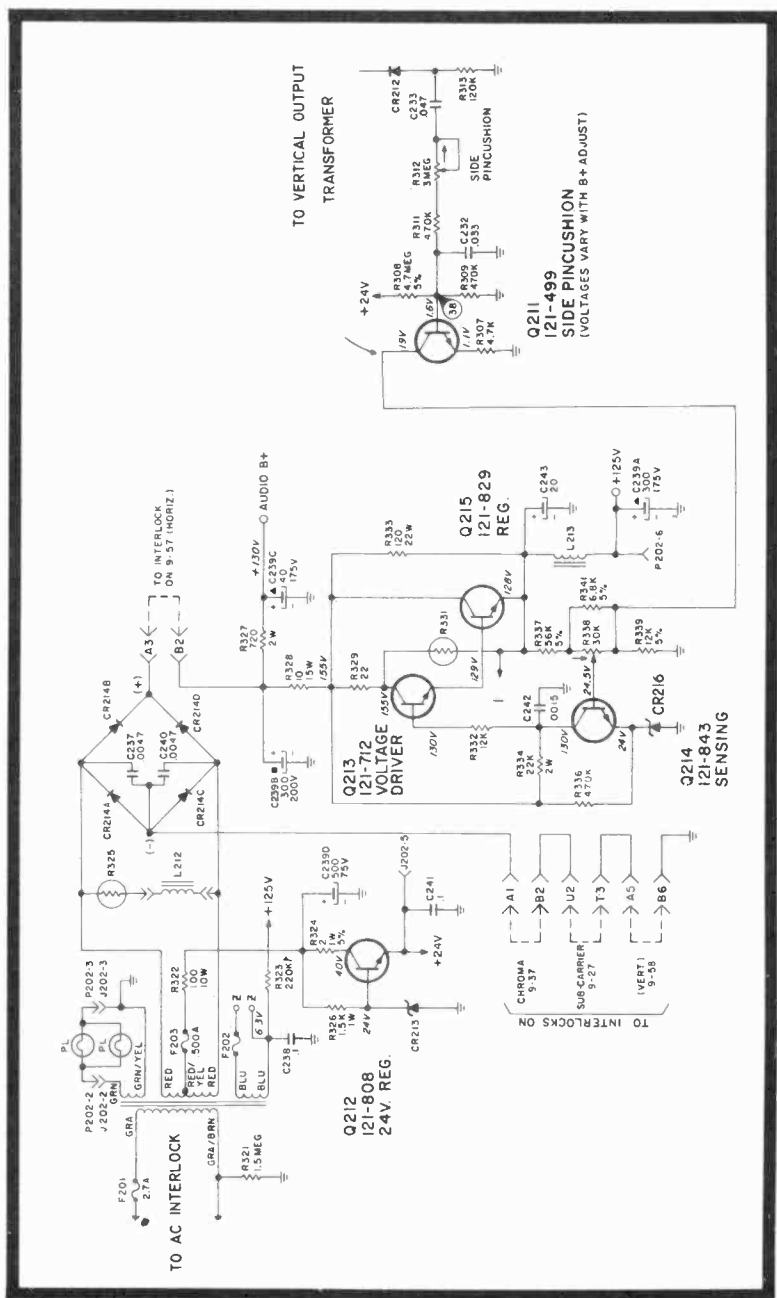 TO AC INTERLOCK
F201
2.7A
GRA
GRA/BRN
R321
1.5 MEG
P202-2
J202-2
GRN
PL
PL
P202-3
J202-3
GRN/YEL
RED
RED/
YEL
RED
BLU
BLU
F203
.500A
R322
100
10W
F202
Z
Z
6.3V
C238
.1
R323
220K
+125V
R325
L212
CR214A
CR214B
CR214C
CR214D
C237
.0047
C240
.0047
(-)
(+)
A3
B2
TO INTERLOCK
ON 9-57 (HORIZ.)
Q212
121-808
24V. REG.
R326
1.5K
1W
R324
2
1W
5%
C239D
500
75V
40V
24V
CR213
+24V
C241
.1
J202-5
C239B
300
200V
R327
720
2W
+130V
C239C
40
175V
AUDIO B+
R328
10
15W
155V
R329
22
Q213
121-712
VOLTAGE
DRIVER
155V
130V
129V
R331
R333
120
22W
Q215
121-829
REG.
128V
R332
12K
R334
22K
2W
R336
470K
C242
.0015
130V
24V
24.5V
Q214
121-843
SENSING
CR216
R337
56K
5%
R338
30K
R339
12K
5%
R341
6.8K
5%
C243
20
L213
+125V
C239A
300
175V
P202-6
CHROMA
9-37
A1
B2
SUB-CARRIER
9-27
U2
T3
(VERT)
9-58
A5
B6
TO INTERLOCKS ON
TO VERTICAL OUTPUT
TRANSFORMER
CR212
C233
.047
R313
120K
R312
3 MEG
SIDE
PINCUSHION
R311
470K
C232
.033
+24V
R308
4.7 MEG
5%
R309
470K
38
1.6V
19V
1.1V
R307
4.7K
Q211
121-499
SIDE PINCUSHION
(VOLTAGES VARY WITH B+ ADJUST)